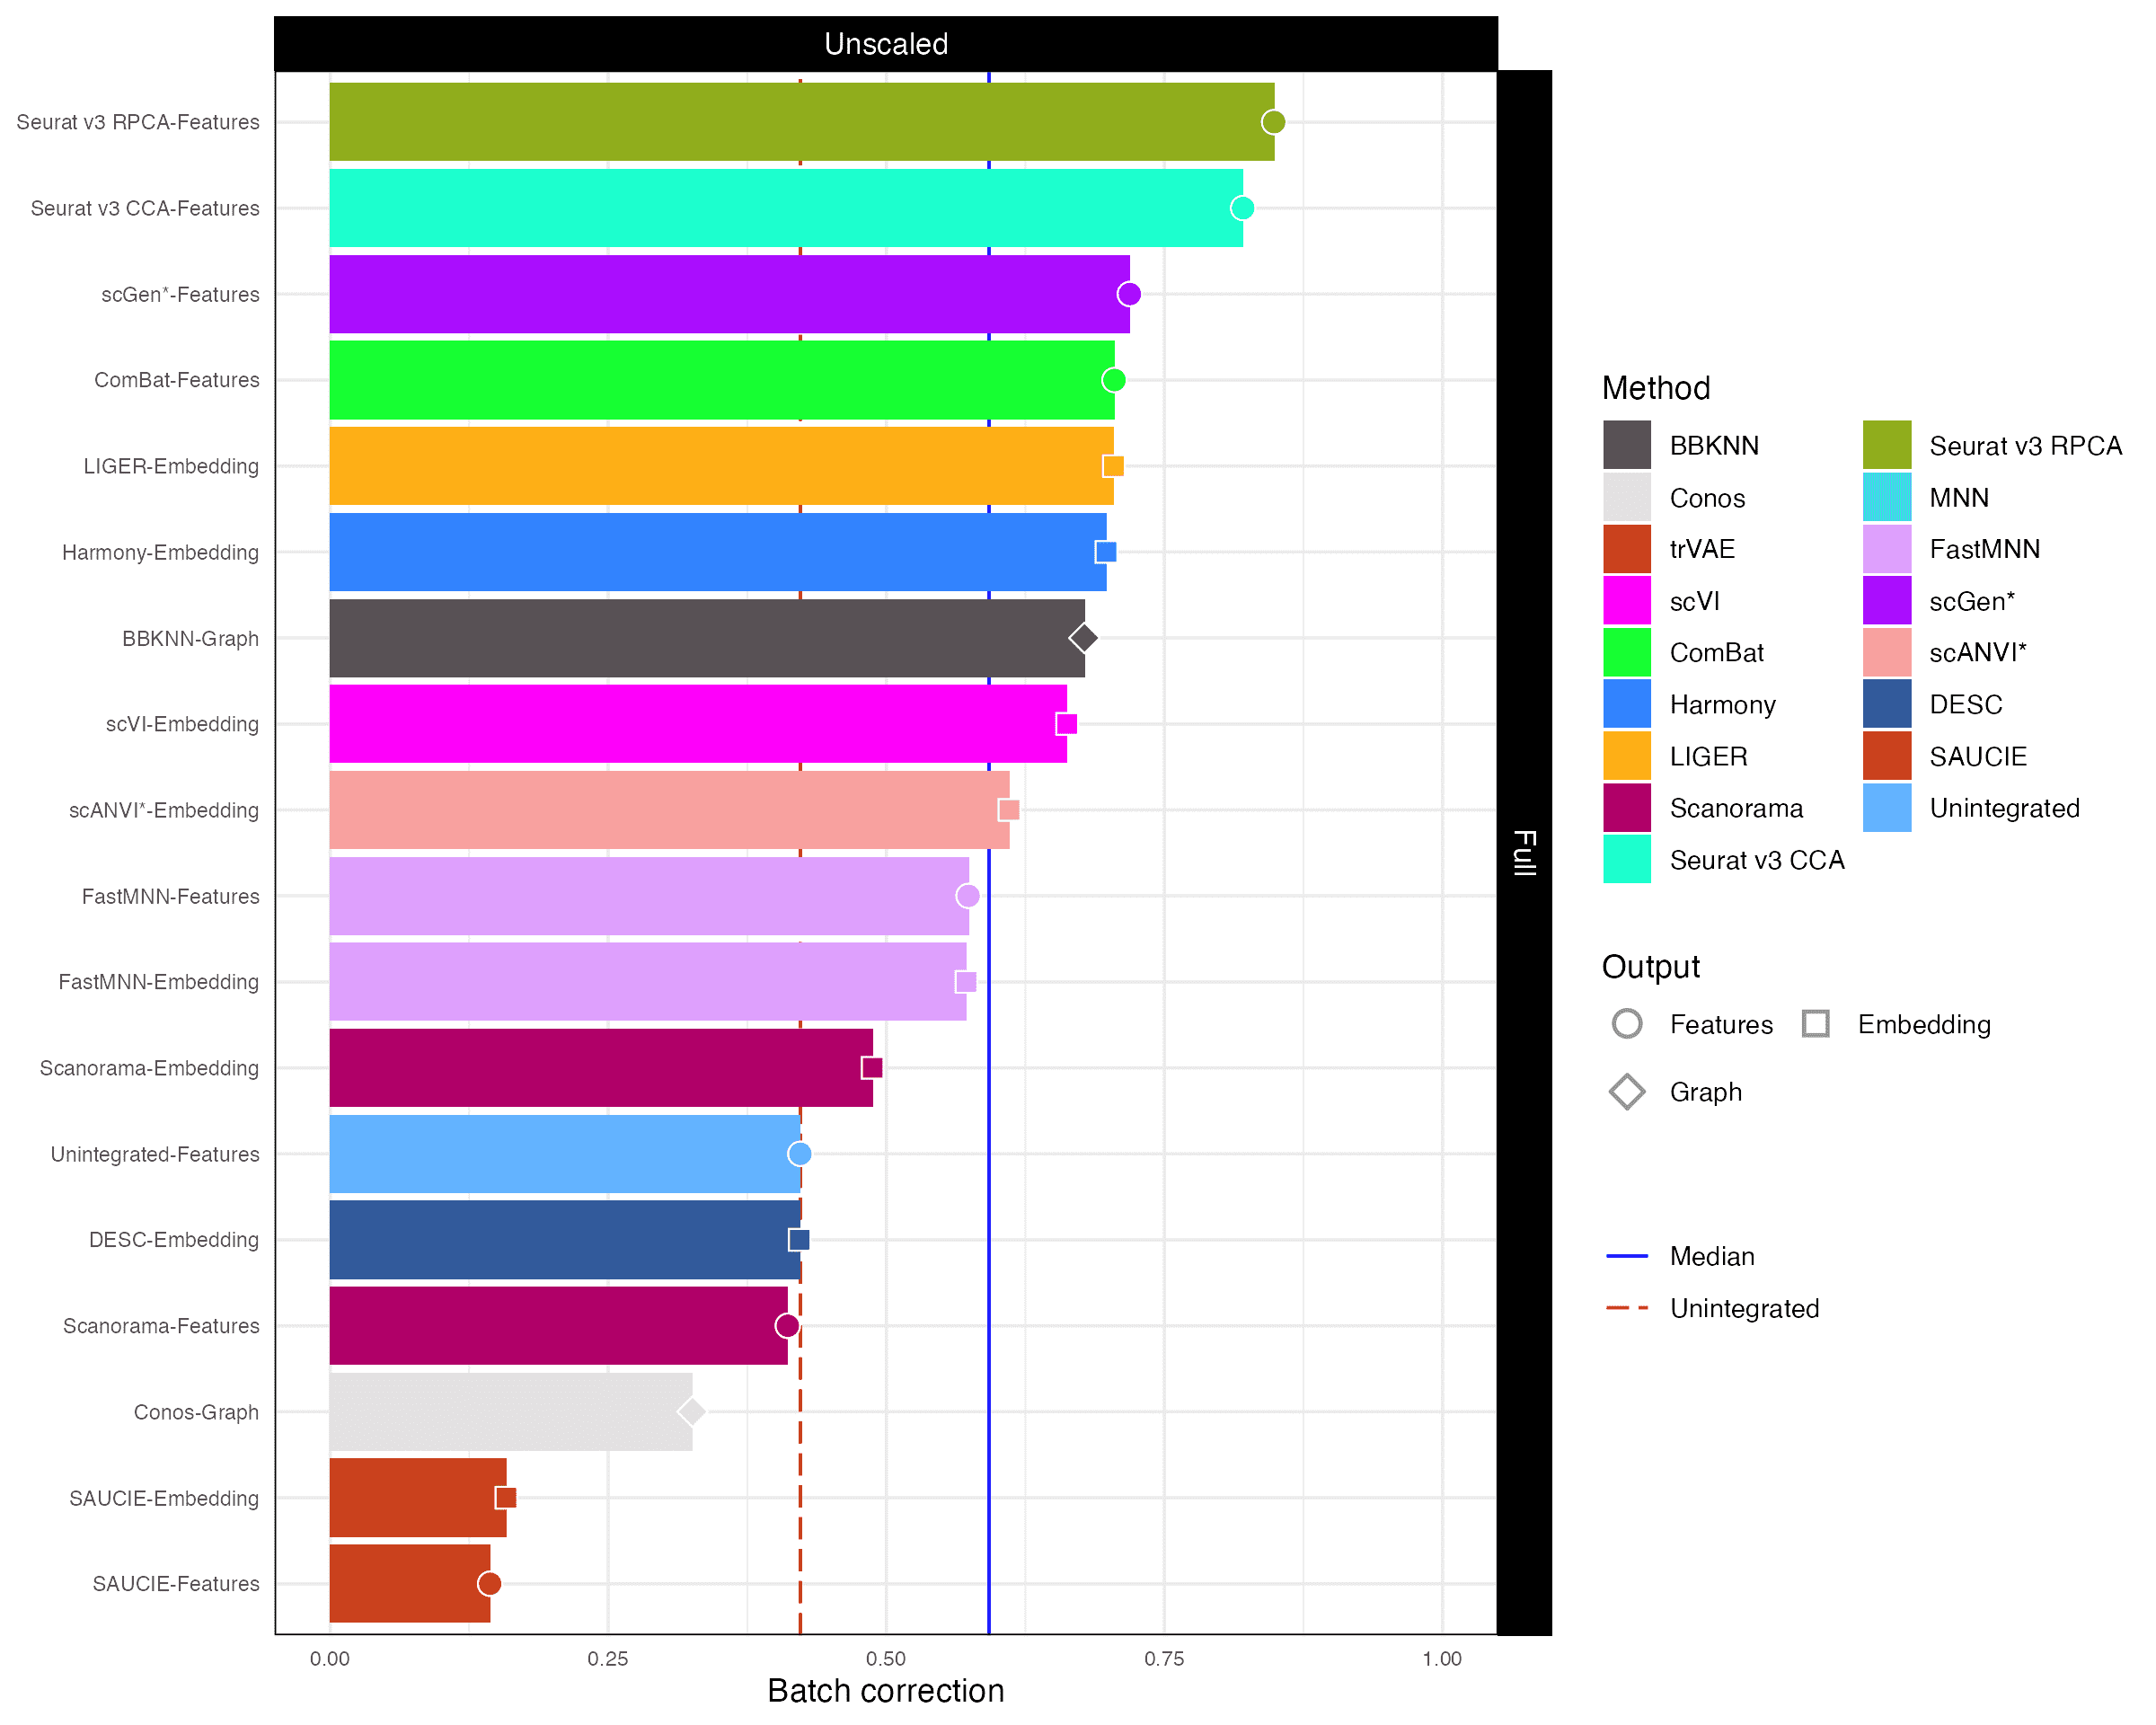 Unscaled
Full
Seurat v3 RPCA-Features
Seurat v3 CCA-Features
scGen*-Features
ComBat-Features
LIGER-Embedding
Harmony-Embedding
BBKNN-Graph
scVI-Embedding
scANVI*-Embedding
FastMNN-Features
FastMNN-Embedding
Scanorama-Embedding
Unintegrated-Features
DESC-Embedding
Scanorama-Features
Conos-Graph
SAUCIE-Embedding
SAUCIE-Features
0.00 0.25 0.50 0.75 1.00
Batch correction
Method
BBKNN
Conos
trVAE
scVI
ComBat
Harmony
LIGER
Scanorama
Seurat v3 CCA
Seurat v3 RPCA
MNN
FastMNN
scGen*
scANVI*
DESC
SAUCIE
Unintegrated
Output
Features Embedding
Graph
Median
Unintegrated